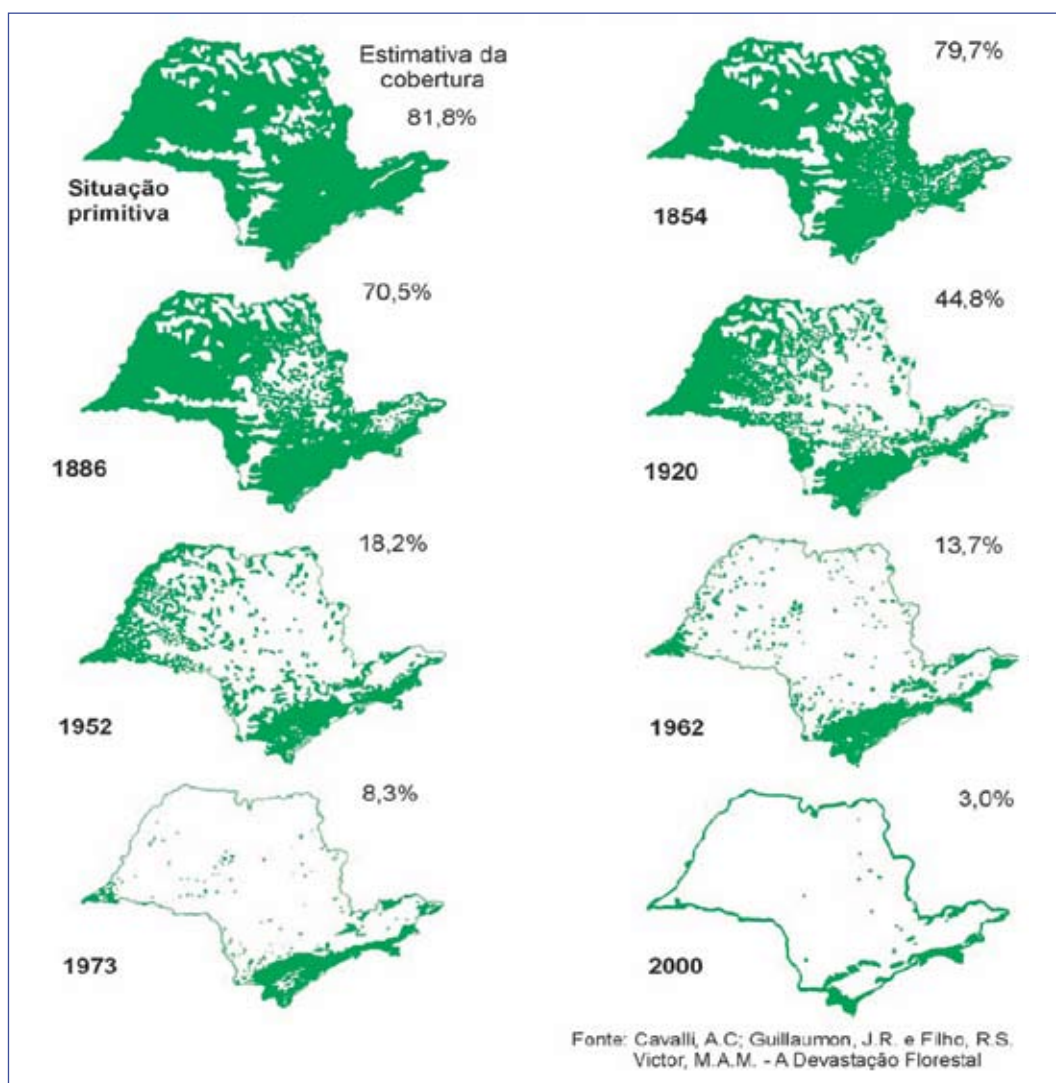 Estimativa da
cobertura
81,8%
Situação
primitiva
79,7%
1854
70,5%
1886
44,8%
1920
18,2%
1952
13,7%
1962
8,3%
1973
3,0%
2000
Fonte: Cavalli, A.C; Guillaumon, J.R. e Filho, R.S.
Victor, M.A.M. - A Devastação Florestal